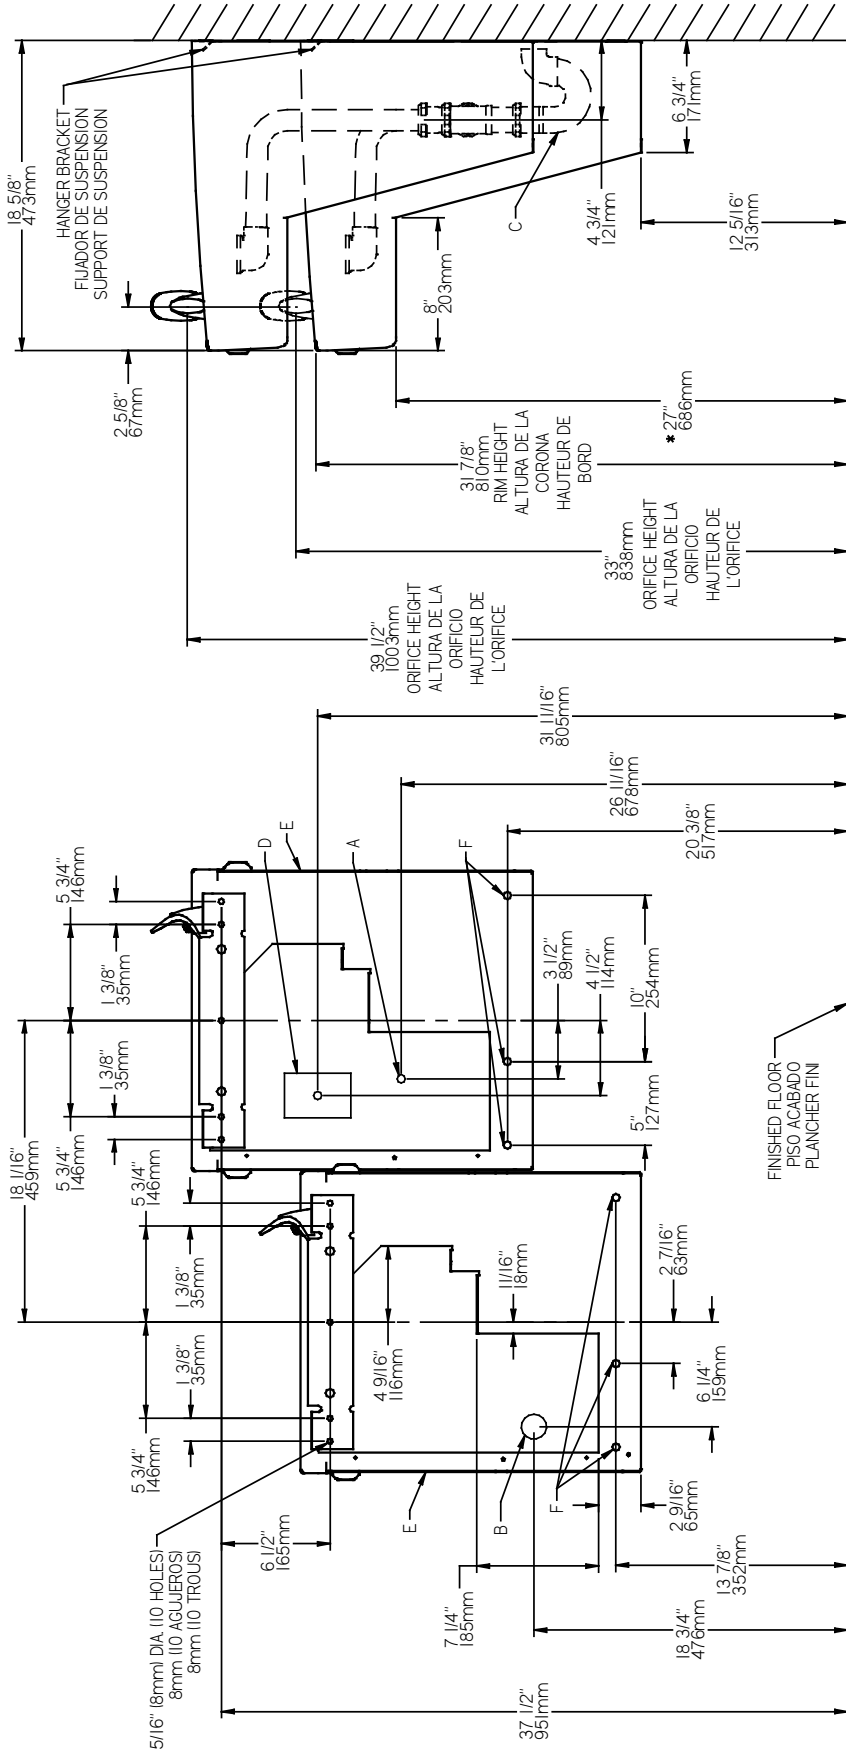 18 5/8"
473mm
HANGER BRACKET
FIJADOR DE SUSPENSION
SUPPORT DE SUSPENSION
2 5/8"
67mm
C
4 3/4"
121mm
6 3/4"
171mm
12 5/16"
313mm
8"
203mm
* 27"
686mm
31 7/8"
810mm
RIM HEIGHT
ALTURA DE LA
CORONA
HAUTEUR DE
BORD
33"
838mm
ORIFICE HEIGHT
ALTURA DE LA
ORIFICIO
HAUTEUR DE
L'ORIFICE
39 1/2"
1003mm
ORIFICE HEIGHT
ALTURA DE LA
ORIFICIO
HAUTEUR DE
L'ORIFICE
31 11/16"
805mm
26 11/16"
678mm
20 3/8"
517mm
E
D
A
F
5 3/4"
146mm
1 3/8"
35mm
1 3/8"
35mm
5 3/4"
146mm
18 1/16"
459mm
3 1/2"
89mm
4 1/2"
114mm
10"
254mm
5"
127mm
FINISHED FLOOR
PISO ACABADO
PLANCHER FINI
5 3/4"
146mm
1 3/8"
35mm
1 3/8"
35mm
5 3/4"
146mm
4 9/16"
116mm
11/16"
18mm
2 7/16"
63mm
6 1/4"
159mm
E
B
F
2 9/16"
65mm
5/16" (8mm) DIA. (10 HOLES)
8mm (10 AGUJEROS)
8mm (10 TROUS)
6 1/2"
165mm
7 1/4"
185mm
13 7/8"
352mm
18 3/4"
476mm
37 1/2"
951mm